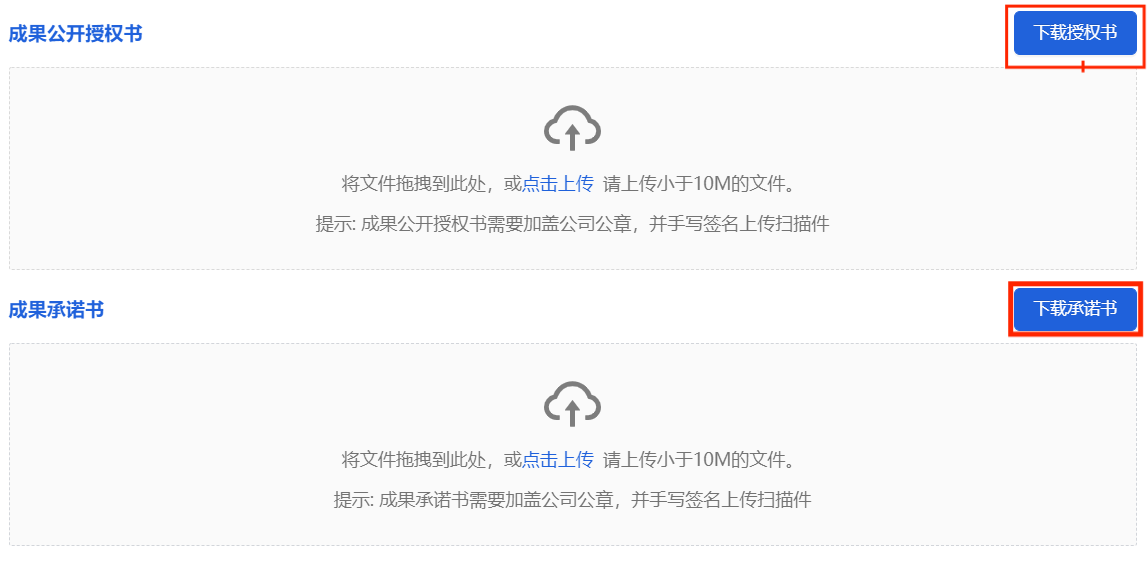 成果公开授权书
下载授权书
将文件拖拽到此处，或点击上传 请上传小于10M的文件。
提示: 成果公开授权书需要加盖公司公章，并手写签名上传扫描件
成果承诺书
下载承诺书
将文件拖拽到此处，或点击上传 请上传小于10M的文件。
提示: 成果承诺书需要加盖公司公章，并手写签名上传扫描件